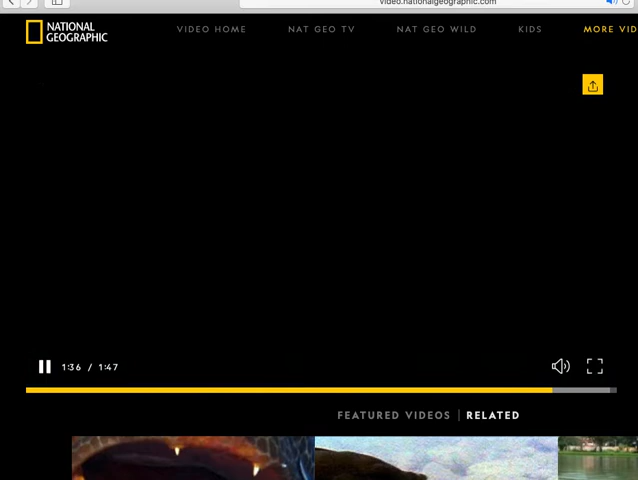 video.nationalgeographic.com
NATIONAL GEOGRAPHIC
VIDEO HOME
NAT GEO TV
NAT GEO WILD
KIDS
MORE VID
1:36 / 1:47
FEATURED VIDEOS | RELATED